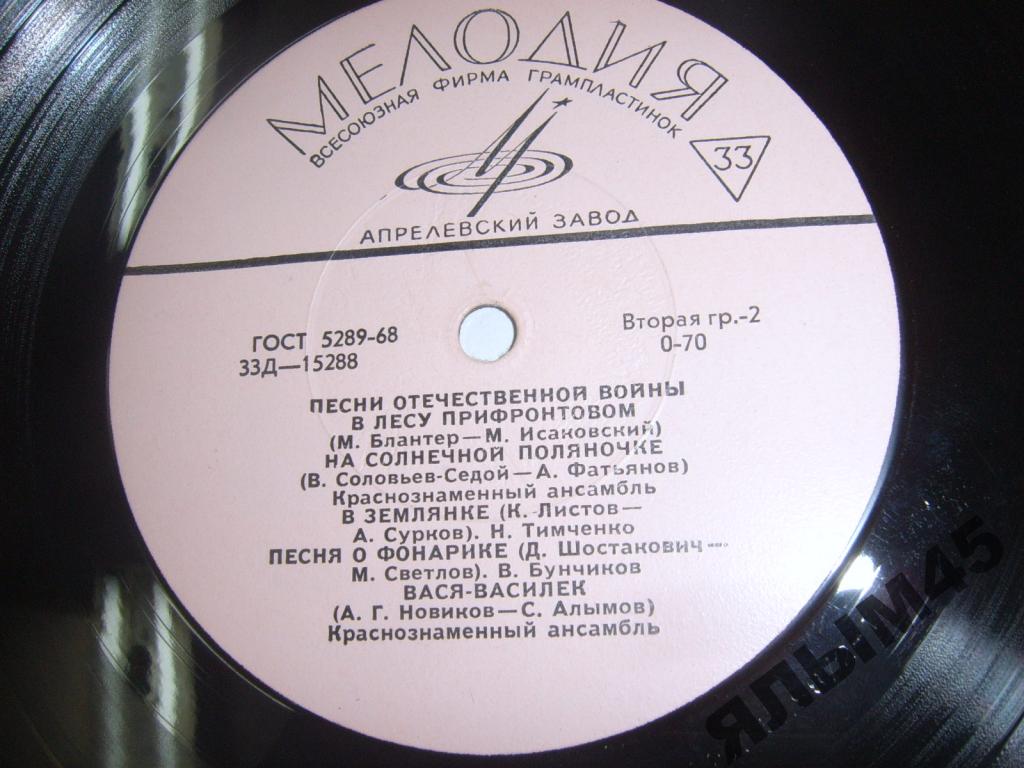 МЕЛОДИЯ
ВСЕСОЮЗНАЯ ФИРМА ГРАМПЛАСТИНОК
33
АПРЕЛЕВСКИЙ ЗАВОД
ГОСТ 5289-68
33Д—15288
Вторая гр.-2
0-70
ПЕСНИ ОТЕЧЕСТВЕННОЙ ВОЙНЫ
В ЛЕСУ ПРИФРОНТОВОМ
(М. Блантер—М. Исаковский)
НА СОЛНЕЧНОЙ ПОЛЯНОЧКЕ
(В. Соловьев-Седой—А. Фатьянов)
Краснознаменный ансамбль
В ЗЕМЛЯНКЕ (К. Листов—
А. Сурков). Н. Тимченко
ПЕСНЯ О ФОНАРИКЕ (Д. Шостакович—
М. Светлов). В. Бунчиков
ВАСЯ-ВАСИЛЕК
(А. Г. Новиков—С. Алымов)
Краснознаменный ансамбль
ЯЛЫМ45